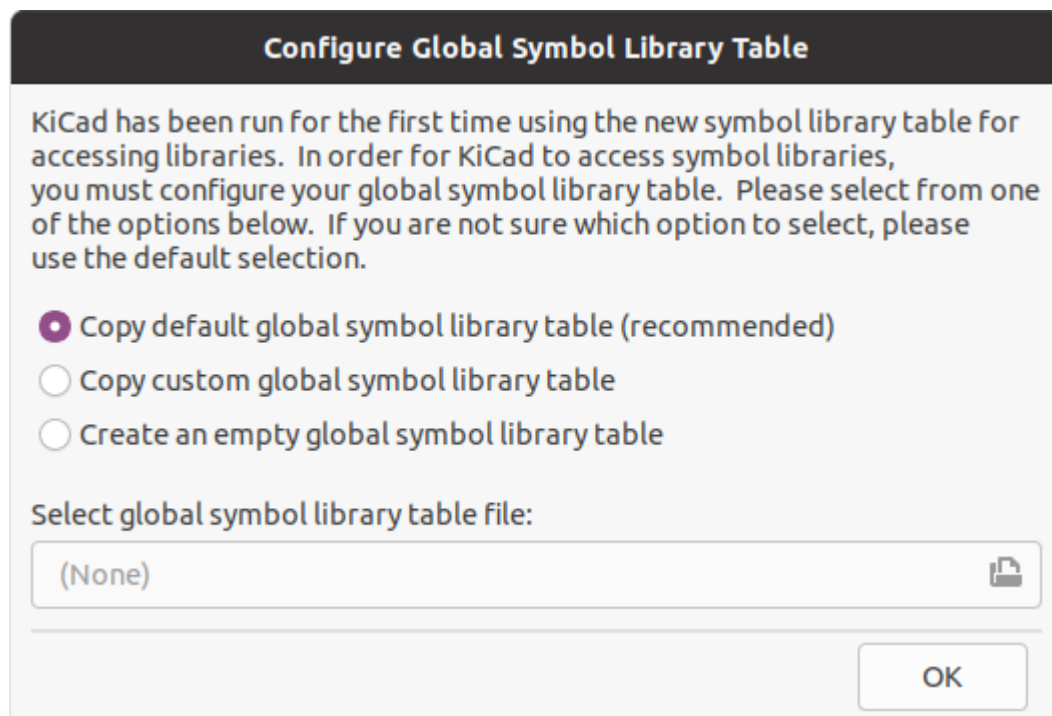 Configure Global Symbol Library Table
KiCad has been run for the first time using the new symbol library table for
accessing libraries.  In order for KiCad to access symbol libraries,
you must configure your global symbol library table.  Please select from one
of the options below.  If you are not sure which option to select, please
use the default selection.
Copy default global symbol library table (recommended)
Copy custom global symbol library table
Create an empty global symbol library table
Select global symbol library table file:
(None)
OK